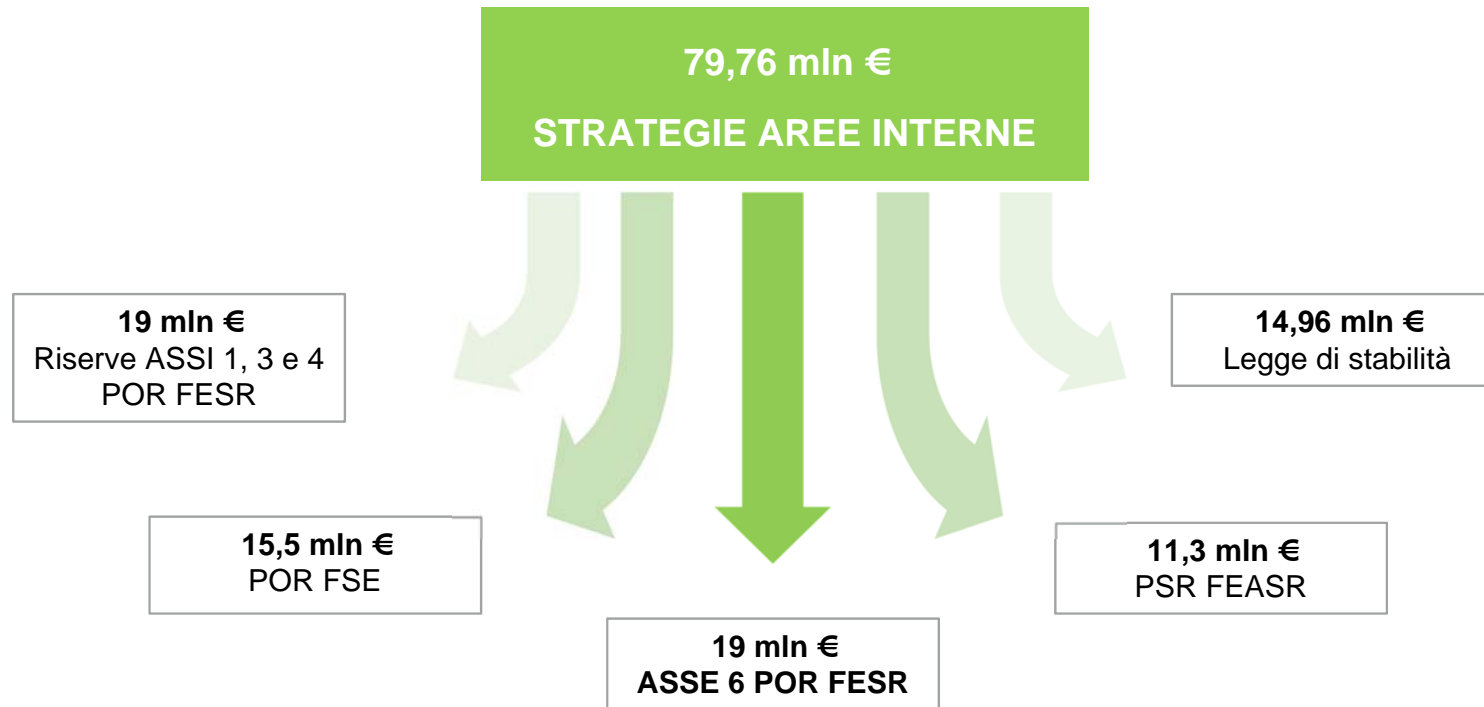 79,76 mln €
STRATEGIE AREE INTERNE
19 mln €
Riserve ASSI 1, 3 e 4
POR FESR
14,96 mln €
Legge di stabilità
15,5 mln €
POR FSE
11,3 mln €
PSR FEASR
19 mln €
ASSE 6 POR FESR